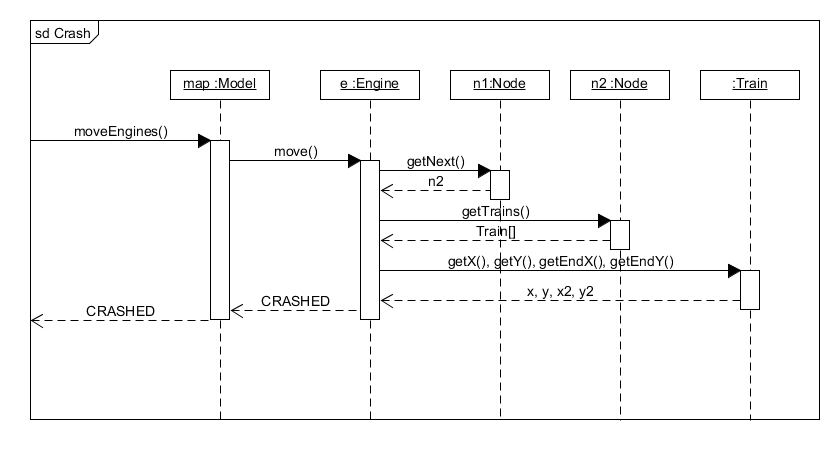 sd Crash
map :Model
e :Engine
n1:Node
n2 :Node
:Train
moveEngines()
move()
getNext()
n2
getTrains()
Train[]
getX(), getY(), getEndX(), getEndY()
x, y, x2, y2
CRASHED
CRASHED